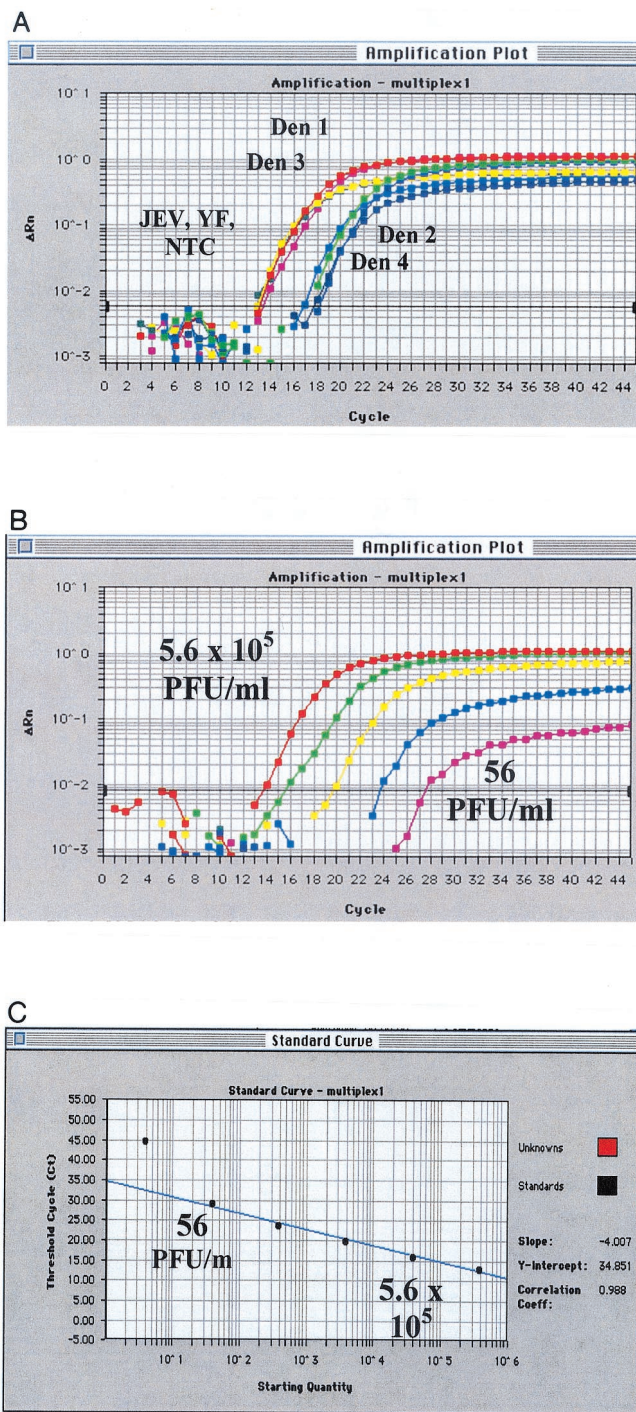 A
Amplification Plot
Amplification - multiplex1
10^ 1
10^ 0
10^-1
10^-2
10^-3
ΔRn
Den 1
Den 3
JEV, YF,
NTC
Den 2
Den 4
0 2 4 6 8 10 12 14 16 18 20 22 24 26 28 30 32 34 36 38 40 42 44
Cycle
B
Amplification Plot
Amplification - multiplex1
10^ 1
10^ 0
10^-1
10^-2
10^-3
ΔRn
5.6 x 10⁵
PFU/ml
56
PFU/ml
0 2 4 6 8 10 12 14 16 18 20 22 24 26 28 30 32 34 36 38 40 42 44
Cycle
C
Standard Curve
Standard Curve - multiplex1
55.00
50.00
45.00
40.00
35.00
30.00
25.00
20.00
15.00
10.00
5.00
0.00
-5.00
Threshold Cycle (Ct)
56
PFU/m
5.6 x
10⁵
10^ 1 10^ 2 10^ 3 10^ 4 10^ 5 10^ 6
Starting Quantity
Unknowns
Standards
Slope: -4.007
Y-Intercept: 34.851
Correlation 0.988
Coeff: